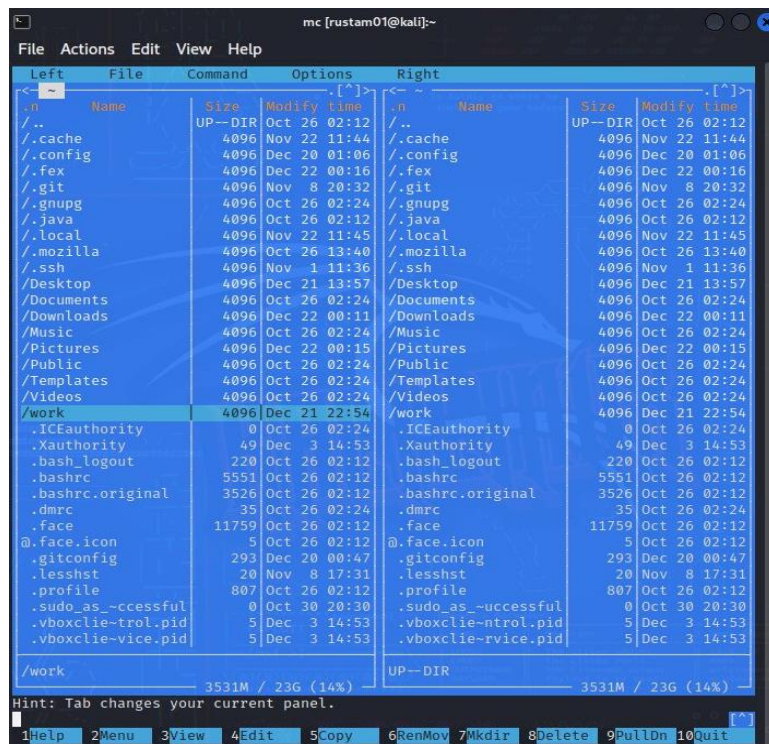 mc [rustam01@kali]:~
File Actions Edit View Help
Left File Command Options Right
<- ~ .[^]> <- ~ .[^]>
.n Name Size Modify time .n Name Size Modify time
/.. UP--DIR Oct 26 02:12 /.. UP--DIR Oct 26 02:12
/.cache 4096 Nov 22 11:44 /.cache 4096 Nov 22 11:44
/.config 4096 Dec 20 01:06 /.config 4096 Dec 20 01:06
/.fex 4096 Dec 22 00:16 /.fex 4096 Dec 22 00:16
/.git 4096 Nov 8 20:32 /.git 4096 Nov 8 20:32
/.gnupg 4096 Oct 26 02:24 /.gnupg 4096 Oct 26 02:24
/.java 4096 Oct 26 02:12 /.java 4096 Oct 26 02:12
/.local 4096 Nov 22 11:45 /.local 4096 Nov 22 11:45
/.mozilla 4096 Oct 26 13:40 /.mozilla 4096 Oct 26 13:40
/.ssh 4096 Nov 1 11:36 /.ssh 4096 Nov 1 11:36
/Desktop 4096 Dec 21 13:57 /Desktop 4096 Dec 21 13:57
/Documents 4096 Oct 26 02:24 /Documents 4096 Oct 26 02:24
/Downloads 4096 Dec 22 00:11 /Downloads 4096 Dec 22 00:11
/Music 4096 Oct 26 02:24 /Music 4096 Oct 26 02:24
/Pictures 4096 Dec 22 00:15 /Pictures 4096 Dec 22 00:15
/Public 4096 Oct 26 02:24 /Public 4096 Oct 26 02:24
/Templates 4096 Oct 26 02:24 /Templates 4096 Oct 26 02:24
/Videos 4096 Oct 26 02:24 /Videos 4096 Oct 26 02:24
/work 4096 Dec 21 22:54 /work 4096 Dec 21 22:54
.ICEauthority 0 Oct 26 02:24 .ICEauthority 0 Oct 26 02:24
.Xauthority 49 Dec 3 14:53 .Xauthority 49 Dec 3 14:53
.bash_logout 220 Oct 26 02:12 .bash_logout 220 Oct 26 02:12
.bashrc 5551 Oct 26 02:12 .bashrc 5551 Oct 26 02:12
.bashrc.original 3526 Oct 26 02:12 .bashrc.original 3526 Oct 26 02:12
.dmrc 35 Oct 26 02:24 .dmrc 35 Oct 26 02:24
.face 11759 Oct 26 02:12 .face 11759 Oct 26 02:12
@.face.icon 5 Oct 26 02:12 @.face.icon 5 Oct 26 02:12
.gitconfig 293 Dec 20 00:47 .gitconfig 293 Dec 20 00:47
.lesshst 20 Nov 8 17:31 .lesshst 20 Nov 8 17:31
.profile 807 Oct 26 02:12 .profile 807 Oct 26 02:12
.sudo_as_~ccessful 0 Oct 30 20:30 .sudo_as_~uccessful 0 Oct 30 20:30
.vboxclie~trol.pid 5 Dec 3 14:53 .vboxclie~ntrol.pid 5 Dec 3 14:53
.vboxclie~vice.pid 5 Dec 3 14:53 .vboxclie~rvice.pid 5 Dec 3 14:53
/work UP--DIR
3531M / 23G (14%) 3531M / 23G (14%)
Hint: Tab changes your current panel.
[^]
1Help 2Menu 3View 4Edit 5Copy 6RenMov 7Mkdir 8Delete 9PullDn 10Quit